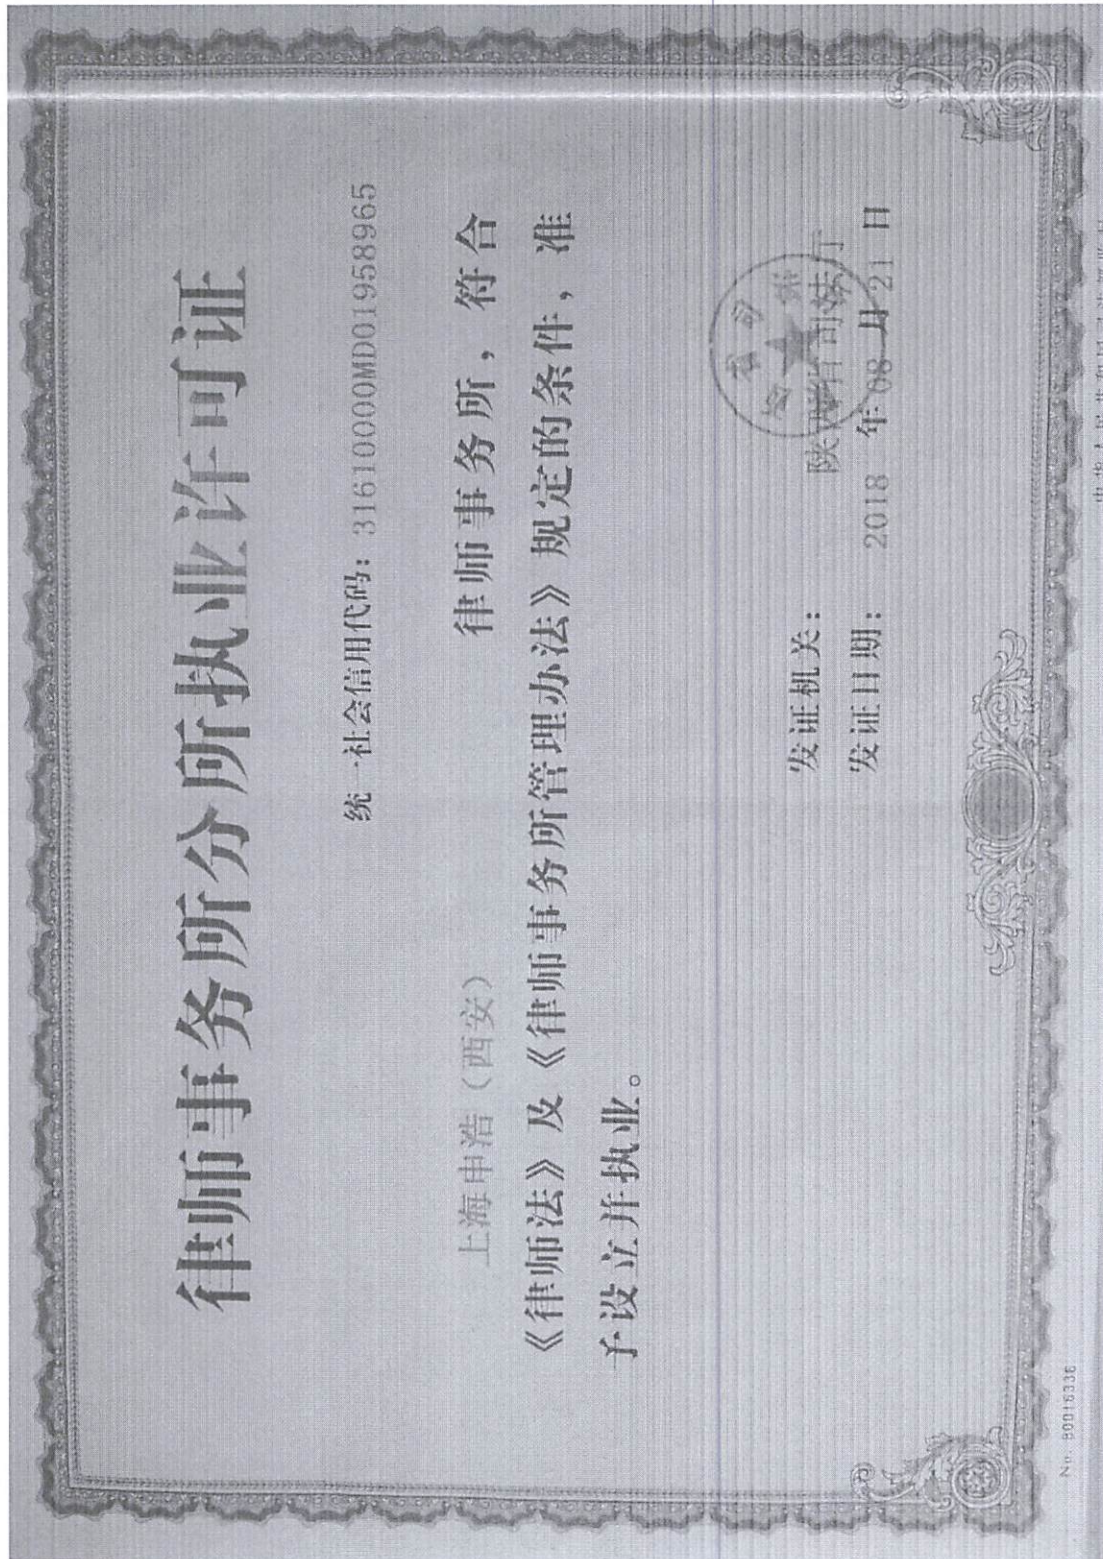 律师事务所分所执业许可证
统一社会信用代码：31610000MD01958965
上海申浩（西安） 律师事务所，符合
《律师法》及《律师事务所管理办法》规定的条件，准
予设立并执业。
发证机关： 陕西省司法厅
发证日期： 2018 年 08 月 21 日
No. 80016336